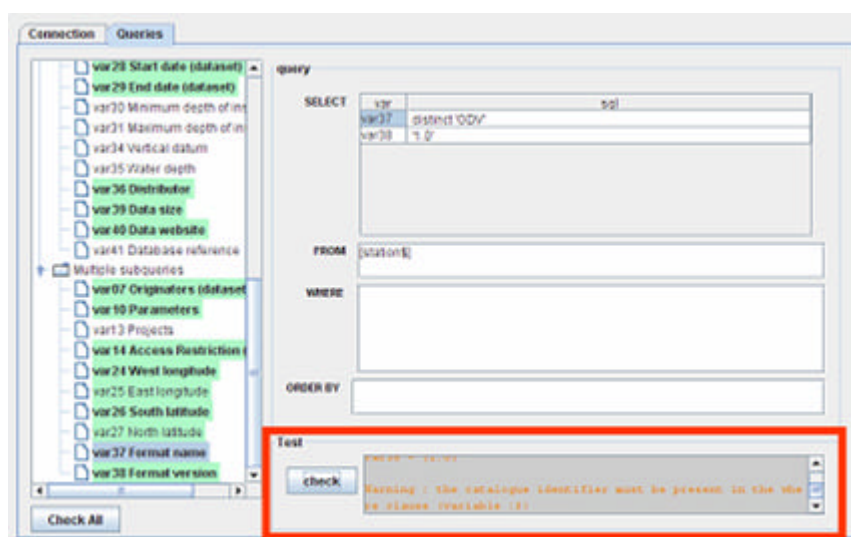 Connection Queries
var28 Start date (dataset)
var29 End date (dataset)
var30 Minimum depth of ins
var31 Maximum depth of in
var34 Vertical datum
var35 Water depth
var36 Distributor
var39 Data size
var40 Data website
var41 Database reference
Multiple subqueries
var07 Originators (dataset
var10 Parameters
var13 Projects
var14 Access Restriction
var24 West longitude
var25 East longitude
var26 South latitude
var27 North latitude
var37 Format name
var38 Format version
Check All
query
SELECT
var sql
var37 distinct 'ODV'
var38 '1.0'
FROM
[station$]
WHERE
ORDER BY
Test
check
Warning : the catalogue identifier must be present in the whe
re clause (variable